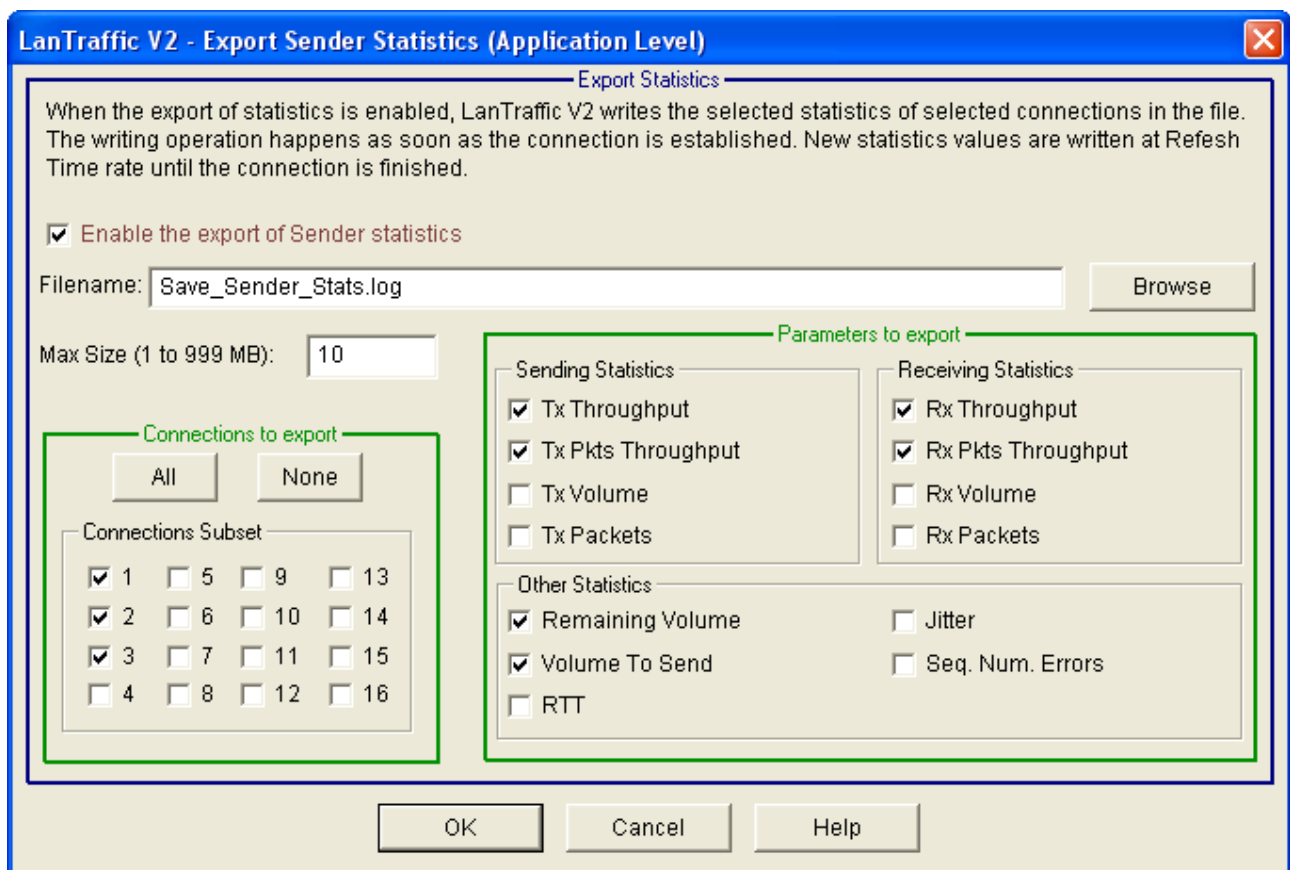 LanTraffic V2 - Export Sender Statistics (Application Level)
Export Statistics
When the export of statistics is enabled, LanTraffic V2 writes the selected statistics of selected connections in the file.
The writing operation happens as soon as the connection is established. New statistics values are written at Refesh
Time rate until the connection is finished.
Enable the export of Sender statistics
Filename: Save_Sender_Stats.log Browse
Max Size (1 to 999 MB): 10
Connections to export
All None
Connections Subset
1 5 9 13
2 6 10 14
3 7 11 15
4 8 12 16
Parameters to export
Sending Statistics
Tx Throughput
Tx Pkts Throughput
Tx Volume
Tx Packets
Receiving Statistics
Rx Throughput
Rx Pkts Throughput
Rx Volume
Rx Packets
Other Statistics
Remaining Volume Jitter
Volume To Send Seq. Num. Errors
RTT
OK Cancel Help